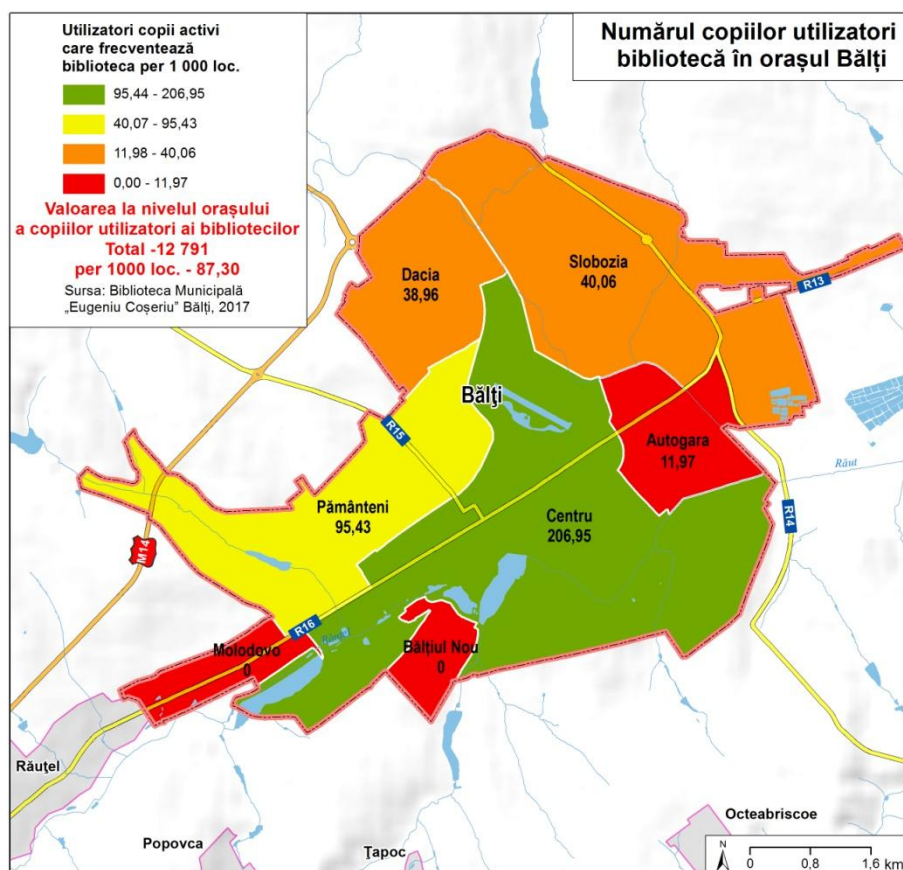 Utilizatori copii activi
care frecventează
biblioteca per 1 000 loc.
95,44 - 206,95
40,07 - 95,43
11,98 - 40,06
0,00 - 11,97
Valoarea la nivelul orașului
a copiilor utilizatori ai bibliotecilor
Total -12 791
per 1000 loc. - 87,30
Sursa: Biblioteca Municipală
„Eugeniu Coșeriu” Bălți, 2017
Numărul copiilor utilizatori
bibliotecă în orașul Bălți
Slobozia
40,06
Dacia
38,96
R13
Bălţi
R15
Autogara
11,97
Răut
Pământeni
95,43
Centru
206,95
R14
M14
R16
Răut
Molodovo
0
Bălțiul Nou
0
Răuţel
Octeabriscoe
Popovca
Ţapoc
N
0 0,8 1,6 km